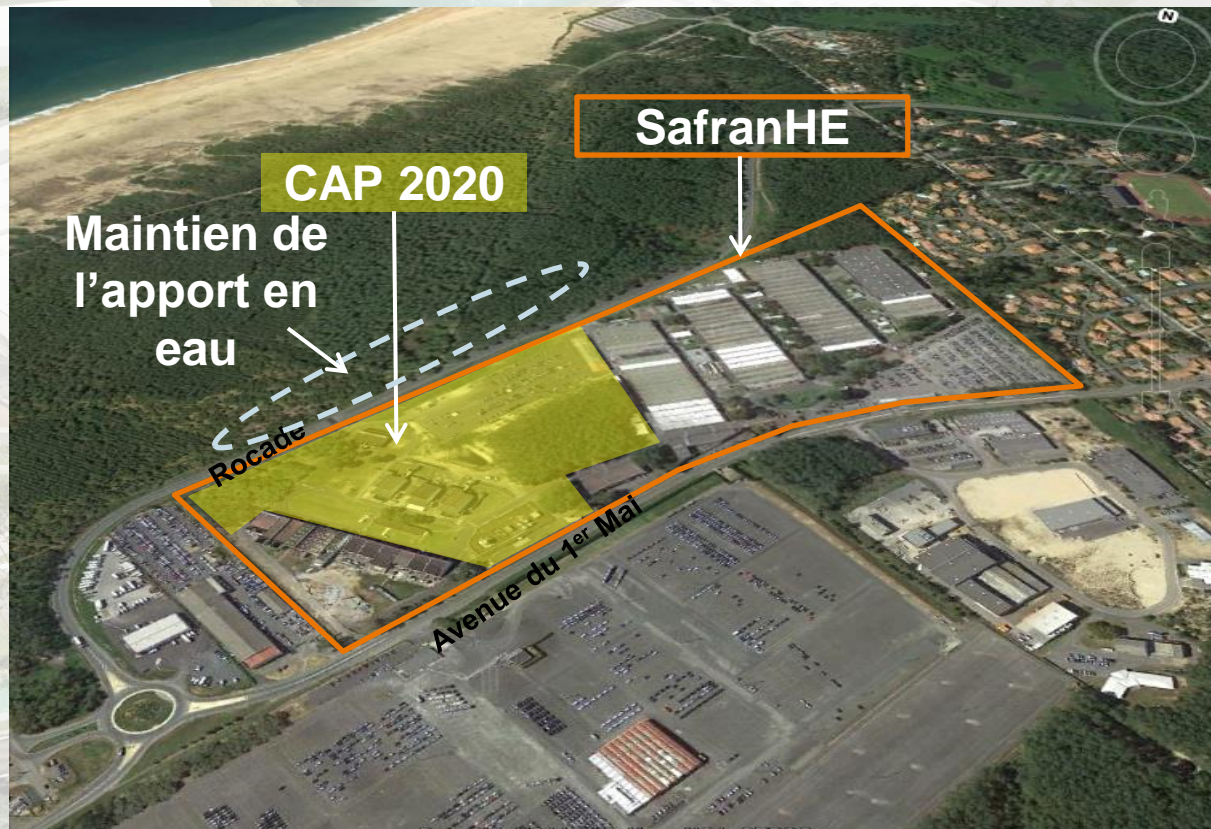 N
SafranHE
CAP 2020
Maintien de
l’apport en
eau
Rocade
Avenue du 1er Mai